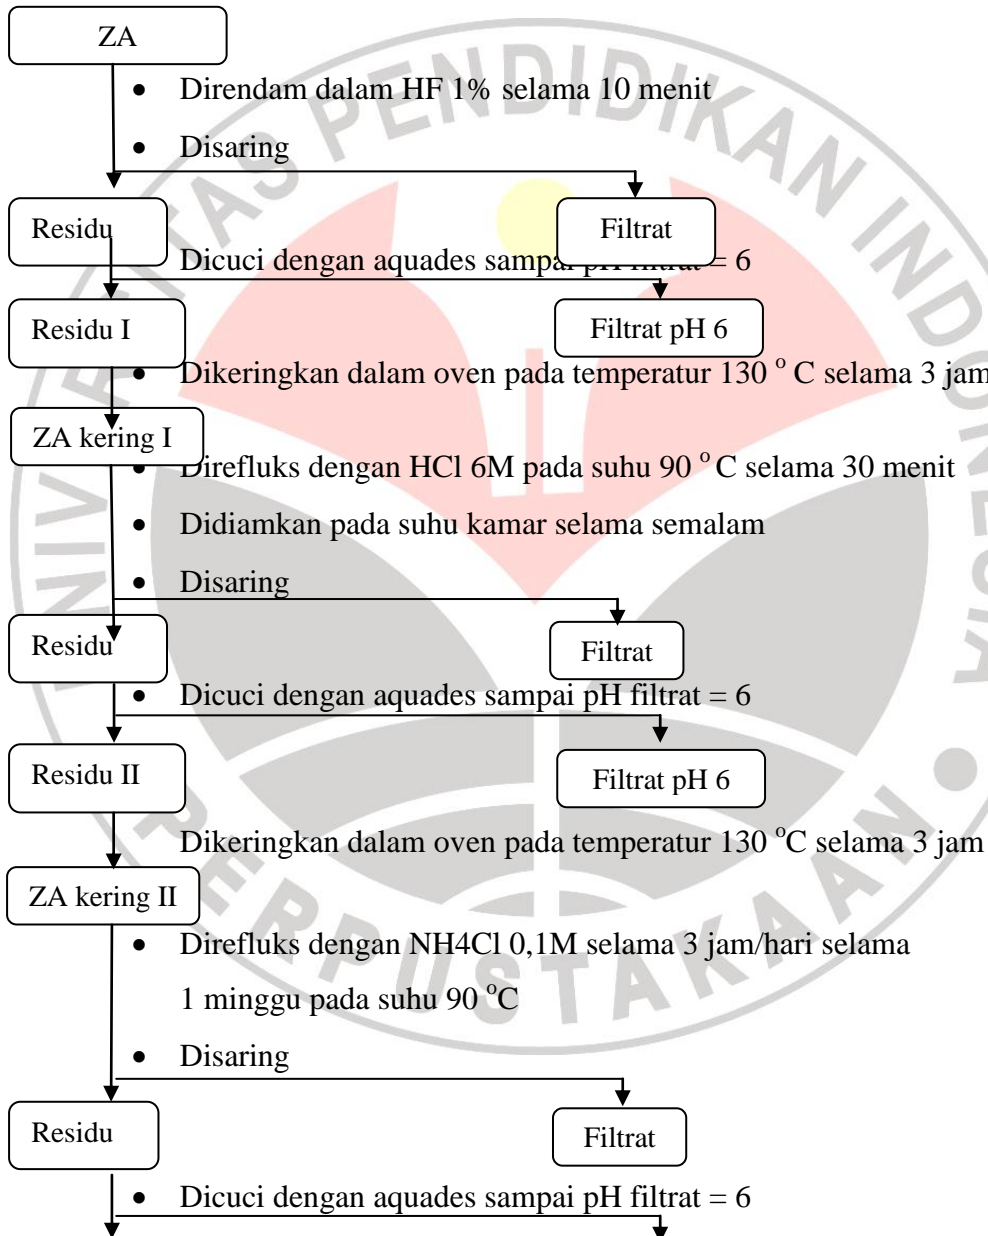 ZA
• Direndam dalam HF 1% selama 10 menit
• Disaring
Residu
Filtrat
Dicuci dengan aquades sampai pH filtrat = 6
Residu I
Filtrat pH 6
• Dikeringkan dalam oven pada temperatur 130 ° C selama 3 jam
ZA kering I
• Direfluks dengan HCl 6M pada suhu 90 ° C selama 30 menit
• Didiamkan pada suhu kamar selama semalam
• Disaring
Residu
Filtrat
• Dicuci dengan aquades sampai pH filtrat = 6
Residu II
Filtrat pH 6
Dikeringkan dalam oven pada temperatur 130 °C selama 3 jam
ZA kering II
• Direfluks dengan NH4Cl 0,1M selama 3 jam/hari selama
1 minggu pada suhu 90 °C
• Disaring
Residu
Filtrat
• Dicuci dengan aquades sampai pH filtrat = 6
PENDIDIKAN INDONESIA
PERPUSTAKAAN